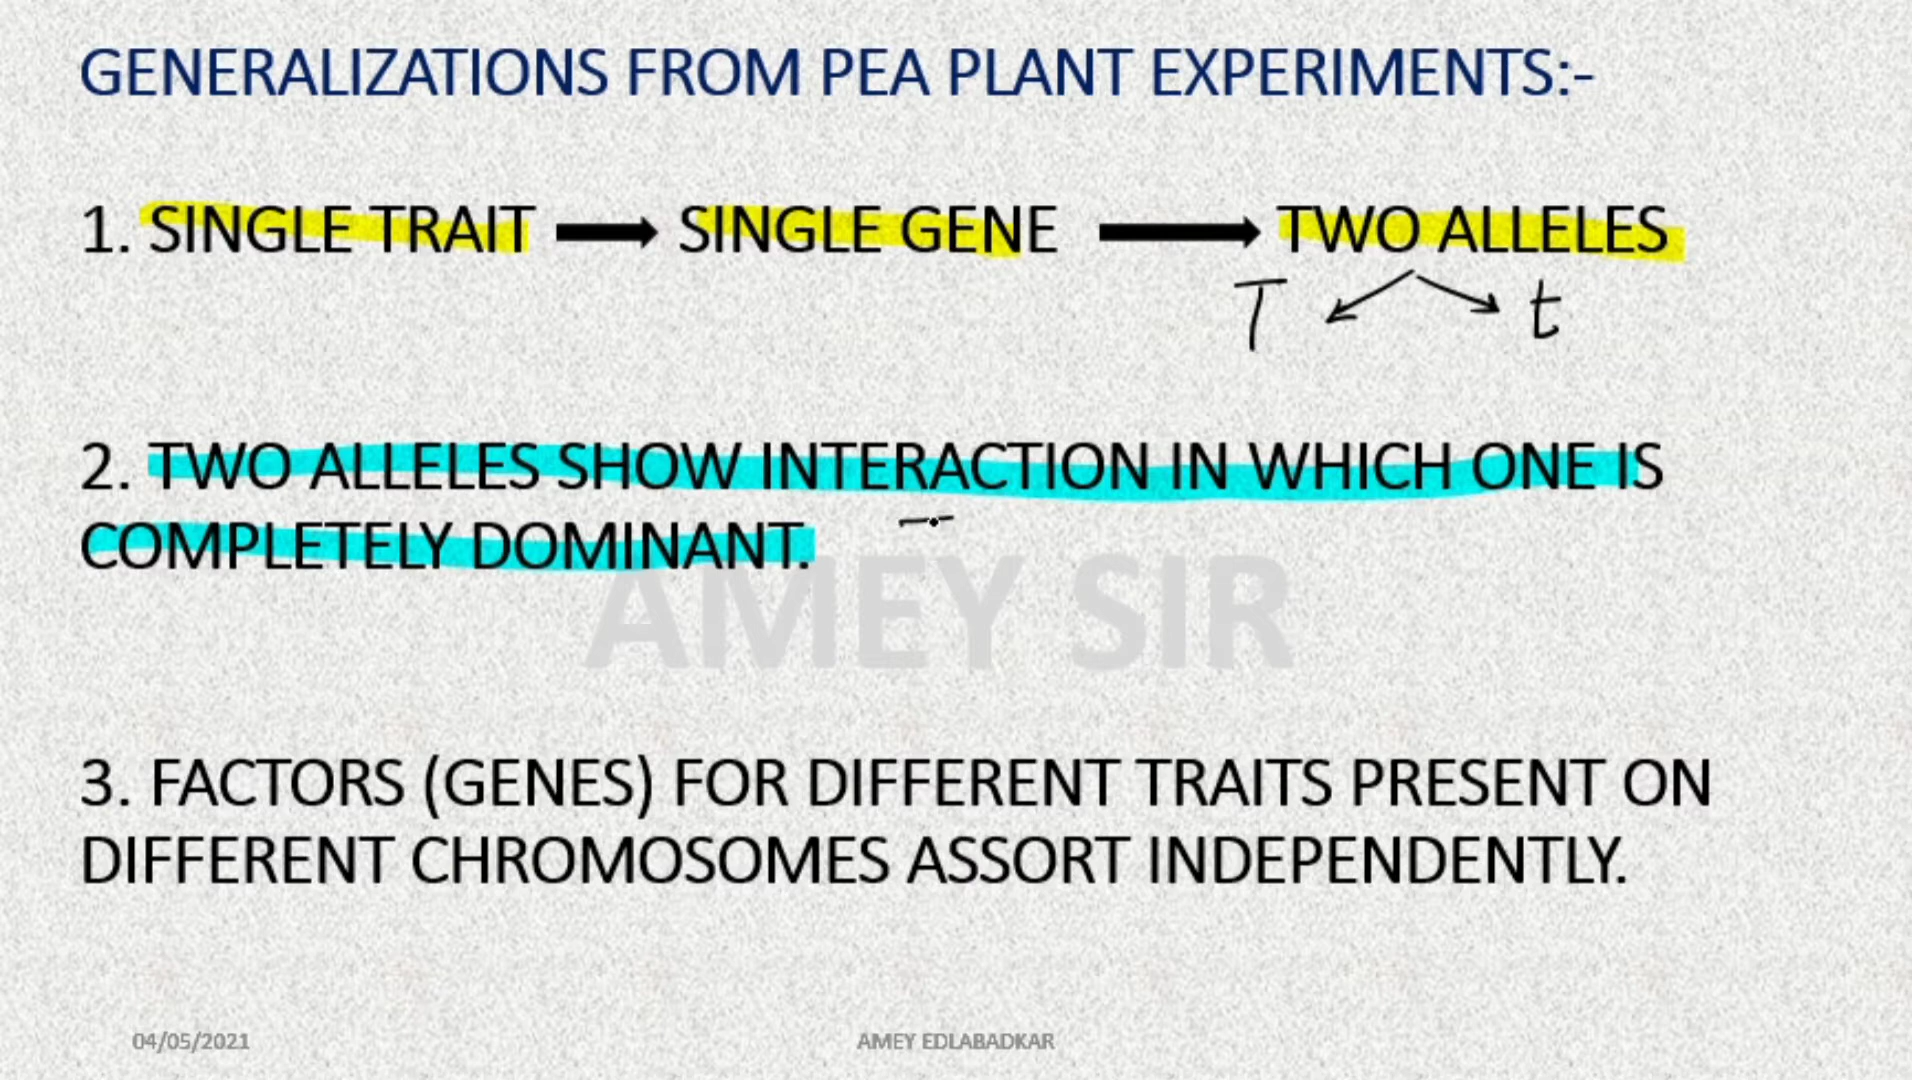 GENERALIZATIONS FROM PEA PLANT EXPERIMENTS:-
1. SINGLE TRAIT → SINGLE GENE → TWO ALLELES
T t
2. TWO ALLELES SHOW INTERACTION IN WHICH ONE IS
COMPLETELY DOMINANT.
AMEY SIR
3. FACTORS (GENES) FOR DIFFERENT TRAITS PRESENT ON
DIFFERENT CHROMOSOMES ASSORT INDEPENDENTLY.
04/05/2021 AMEY EDLABADKAR